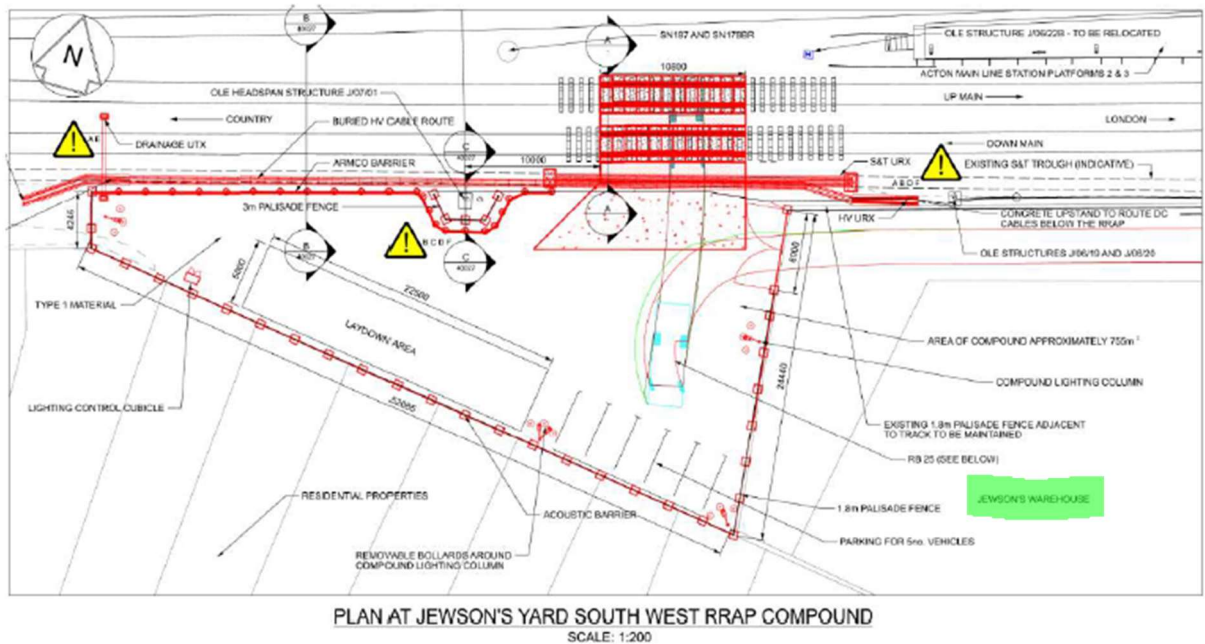 B
A
SN187 AND SN179BR
OLE STRUCTURE J/06/22B - TO BE RELOCATED
N
10800
ACTON MAIN LINE STATION PLATFORMS 2 & 3
OLE HEADSPAN STRUCTURE J/07/01
UP MAIN
COUNTRY
BURIED HV CABLE ROUTE
LONDON
DRAINAGE UTX
C
DOWN MAIN
ARMCO BARRIER
10000
S&T URX
EXISTING S&T TROUGH (INDICATIVE)
A B D F
3m PALISADE FENCE
A
HV URX
CONCRETE UPSTAND TO ROUTE DC
CABLES BELOW THE RRAP
4246
B
B C D F
C
OLE STRUCTURES J/06/19 AND J/06/20
6000
5000
TYPE 1 MATERIAL
22500
LAYDOWN AREA
AREA OF COMPOUND APPROXIMATELY 755m²
COMPOUND LIGHTING COLUMN
24440
LIGHTING CONTROL CUBICLE
EXISTING 1.8m PALISADE FENCE ADJACENT
TO TRACK TO BE MAINTAINED
RB 25 (SEE BELOW)
RESIDENTIAL PROPERTIES
JEWSON'S WAREHOUSE
ACOUSTIC BARRIER
1.8m PALISADE FENCE
REMOVABLE BOLLARDS AROUND
COMPOUND LIGHTING COLUMN
PARKING FOR 5no. VEHICLES
PLAN AT JEWSON'S YARD SOUTH WEST RRAP COMPOUND
SCALE: 1:200